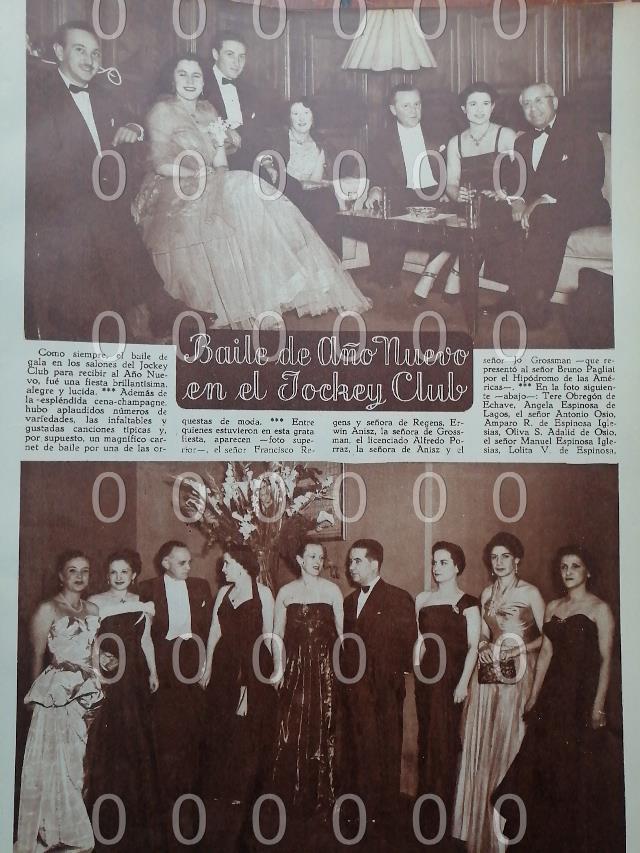 Baile de Año Nuevo
en el Jockey Club
Como siempre, el baile de
gala en los salones del Jockey
Club para recibir al Año Nue-
vo, fué una fiesta brillantísima,
alegre y lucida. *** Además de
la espléndida cena-champagne,
hubo aplaudidos números de
variedades, las infaltables y
gustadas canciones típicas y,
por supuesto, un magnífico car-
net de baile por una de las or-
questas de moda. *** Entre
quienes estuvieron en esta grata
fiesta, aparecen —foto supe-
rior—, el señor Francisco Re-
gens y señora de Regens, Er-
win Anisz, la señora de Gross-
man, el licenciado Alfredo Po-
rraz, la señora de Anisz y el
señor Jo Grossman —que re-
presentó al señor Bruno Pagliai
por el Hipódromo de las Amé-
ricas—. *** En la foto siguien-
te —abajo—: Tere Obregón de
Echave, Angela Espinosa de
Lagos, el señor Antonio Osio,
Amparo R. de Espinosa Igle-
sias, Oliva S. Adalid de Osio,
el señor Manuel Espinosa Igle-
sias, Lolita V. de Espinosa,